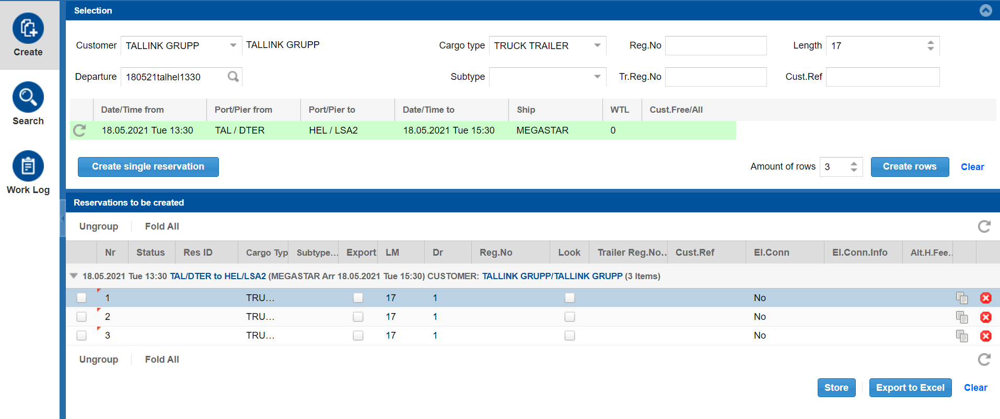 Create
Search
Work Log
Selection
Customer TALLINK GRUPP TALLINK GRUPP Cargo type TRUCK TRAILER Reg.No Length 17
Departure 180521talhel1330 Subtype Tr.Reg.No Cust.Ref
Date/Time from Port/Pier from Port/Pier to Date/Time to Ship WTL Cust.Free/All
18.05.2021 Tue 13:30 TAL / DTER HEL / LSA2 18.05.2021 Tue 15:30 MEGASTAR 0
Create single reservation Amount of rows 3 Create rows Clear
Reservations to be created
Ungroup Fold All
Nr Status Res ID Cargo Typ Subtype... Export LM Dr Reg.No Look Trailer Reg.No.. Cust.Ref El.Conn El.Conn.Info Alt.H.Fee..
18.05.2021 Tue 13:30 TAL/DTER to HEL/LSA2 (MEGASTAR Arr 18.05.2021 Tue 15:30) CUSTOMER: TALLINK GRUPP/TALLINK GRUPP (3 Items)
1 TRU... 17 1 No
2 TRU... 17 1 No
3 TRU... 17 1 No
Ungroup Fold All
Store Export to Excel Clear